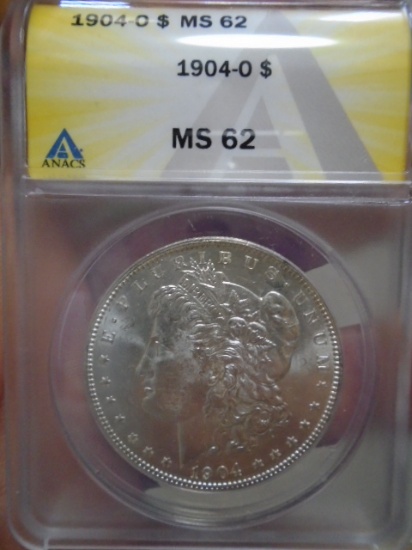 1904-O $ MS 62
1904-O $
MS 62
ANACS
E·PLURIBUS·UNUM
1904